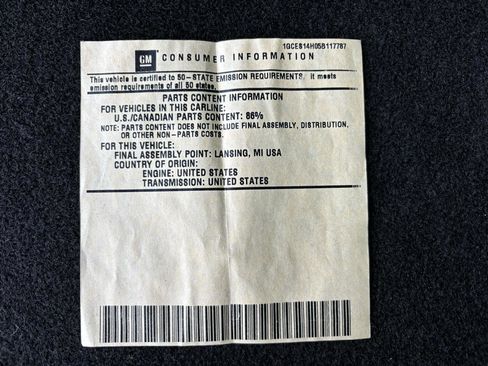 1GCES14H05B117787
GM CONSUMER INFORMATION
This vehicle is certified to 50-STATE EMISSION REQUIREMENTS. it meets
emission requirements of all 50 states.
PARTS CONTENT INFORMATION
FOR VEHICLES IN THIS CARLINE:
U.S./CANADIAN PARTS CONTENT: 86%
NOTE: PARTS CONTENT DOES NOT INCLUDE FINAL ASSEMBLY, DISTRIBUTION,
OR OTHER NON-PARTS COSTS.
FOR THIS VEHICLE:
FINAL ASSEMBLY POINT: LANSING, MI USA
COUNTRY OF ORIGIN:
ENGINE: UNITED STATES
TRANSMISSION: UNITED STATES